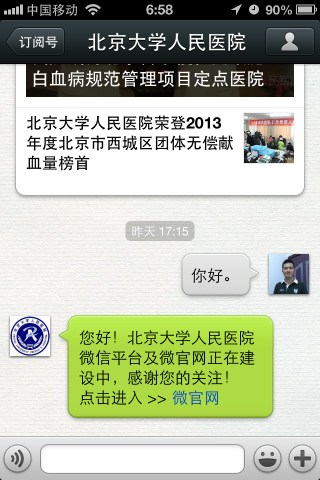 中国移动 6:58 90%
订阅号
北京大学人民医院
白血病规范管理项目定点医院
北京大学人民医院荣登2013
年度北京市西城区团体无偿献
血量榜首
昨天 17:15
你好。
您好！北京大学人民医院
微信平台及微官网正在建
设中，感谢您的关注！
点击进入 >> 微官网